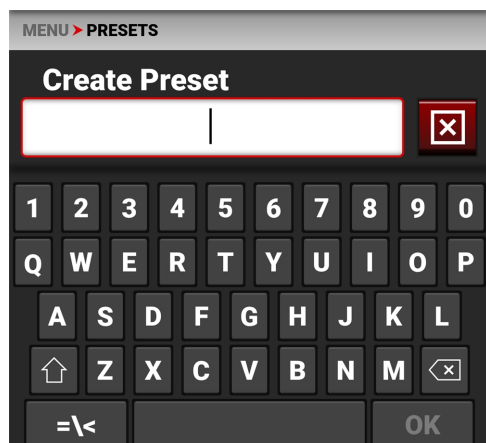 MENU > PRESETS
Create Preset
1 2 3 4 5 6 7 8 9 0
Q W E R T Y U I O P
A S D F G H J K L
Z X C V B N M
=\< OK